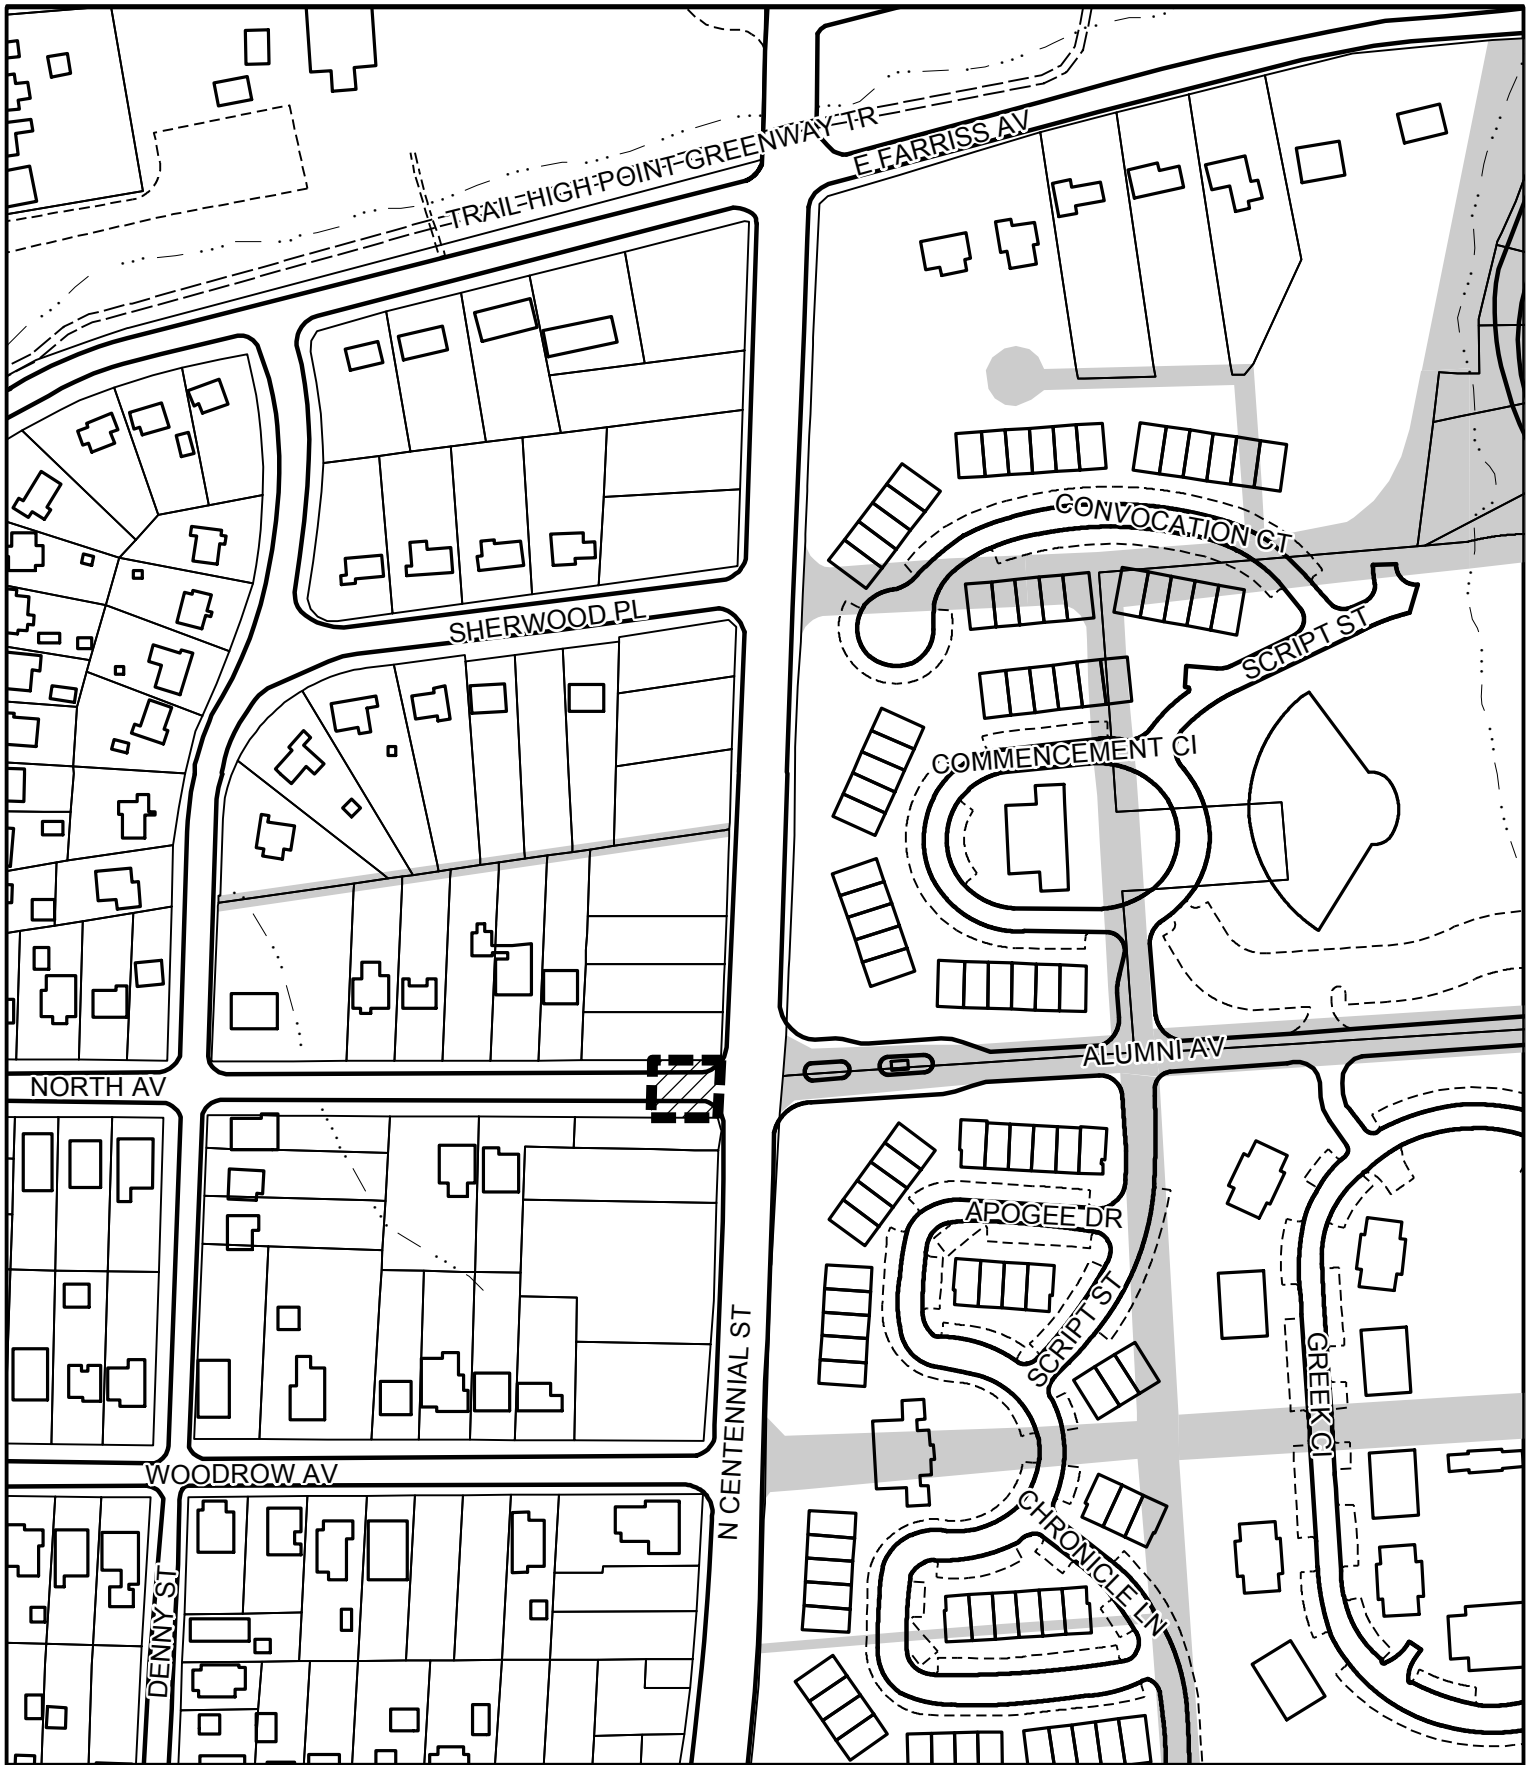 TRAIL-HIGH POINT GREENWAY TR
E FARRISS AV
CONVOCATION CT
SHERWOOD PL
SCRIPT ST
COMMENCEMENT CI
ALUMNI AV
NORTH AV
APOGEE DR
SCRIPT ST
N CENTENNIAL ST
GREEK CI
WOODROW AV
CHRONICLE LN
DENNY ST